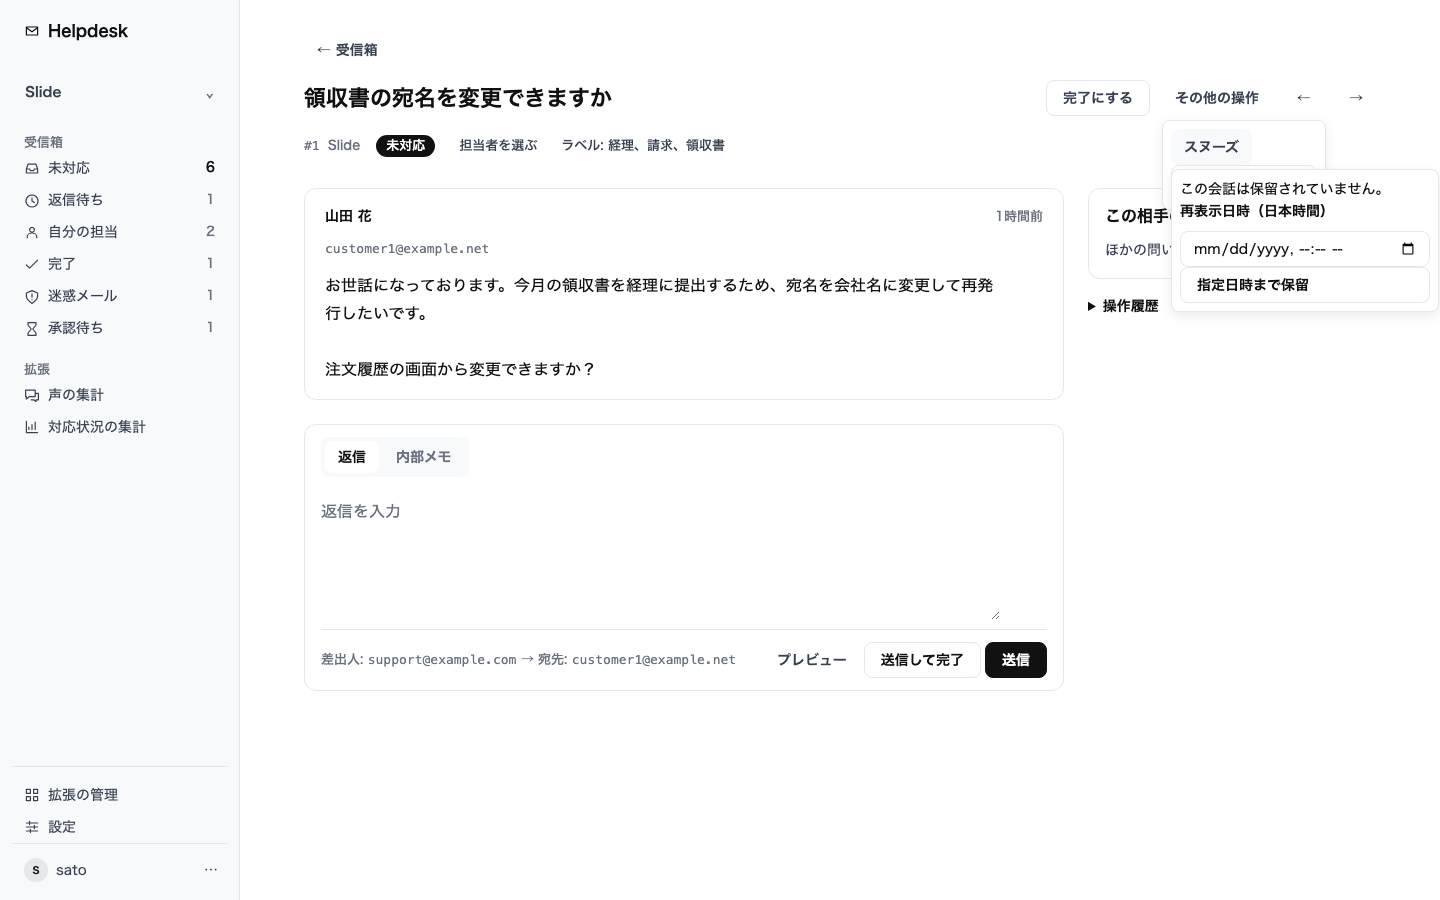 Helpdesk
Slide
受信箱
未対応 6
返信待ち 1
自分の担当 2
完了 1
迷惑メール 1
承認待ち 1
拡張
声の集計
対応状況の集計
拡張の管理
設定
S sato ...
← 受信箱
領収書の宛名を変更できますか
完了にする その他の操作 ← →
#1 Slide 未対応 担当者を選ぶ ラベル: 経理、請求、領収書
スヌーズ
この会話は保留されていません。
再表示日時（日本時間）
mm/dd/yyyy, --:-- --
指定日時まで保留
山田 花 1時間前
customer1@example.net
お世話になっております。今月の領収書を経理に提出するため、宛名を会社名に変更して再発
行したいです。
注文履歴の画面から変更できますか？
この相手
ほかの問い
▶ 操作履歴
返信 内部メモ
返信を入力
差出人: support@example.com → 宛先: customer1@example.net プレビュー 送信して完了 送信